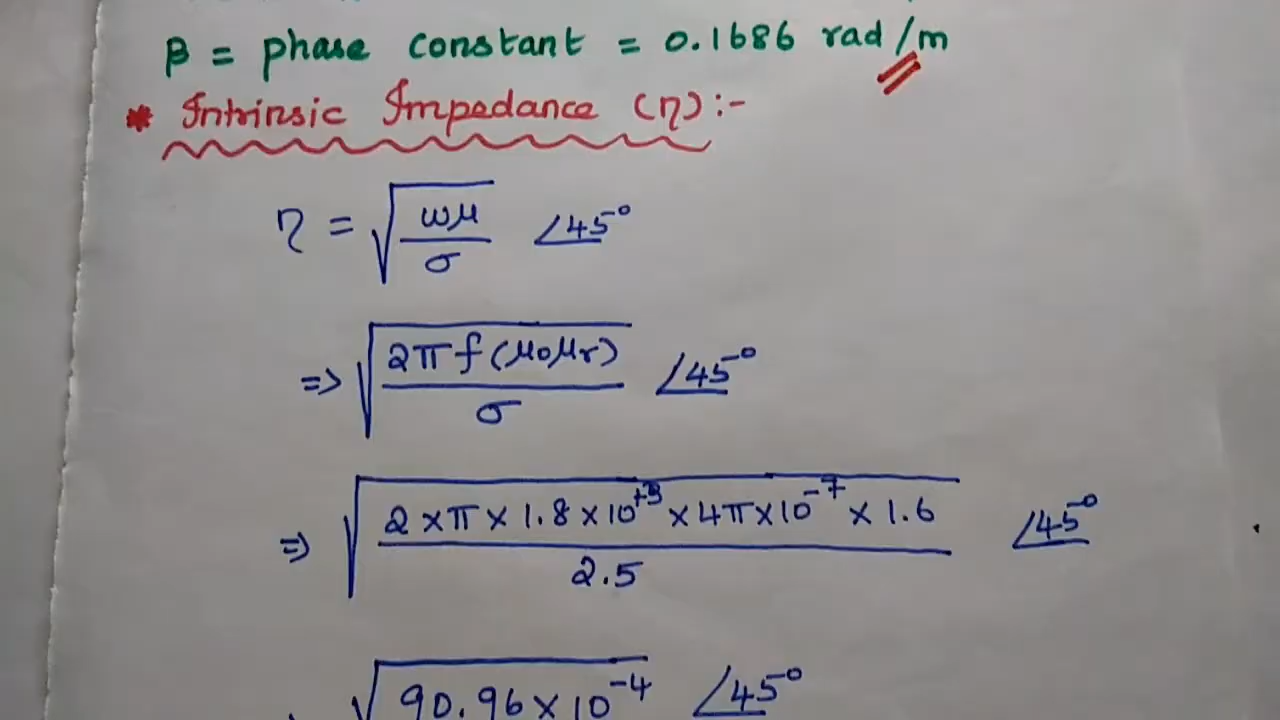 β = phase constant = 0.1686 rad/m
* Intrinsic Impedance (η):-
η = √(ωμ/σ) ∠45°
=> √(2πf(μ0μr)/σ) ∠45°
=> √(2×π×1.8×10⁺³×4π×10⁻⁷×1.6/2.5) ∠45°
√(90.96×10⁻⁴) ∠45°